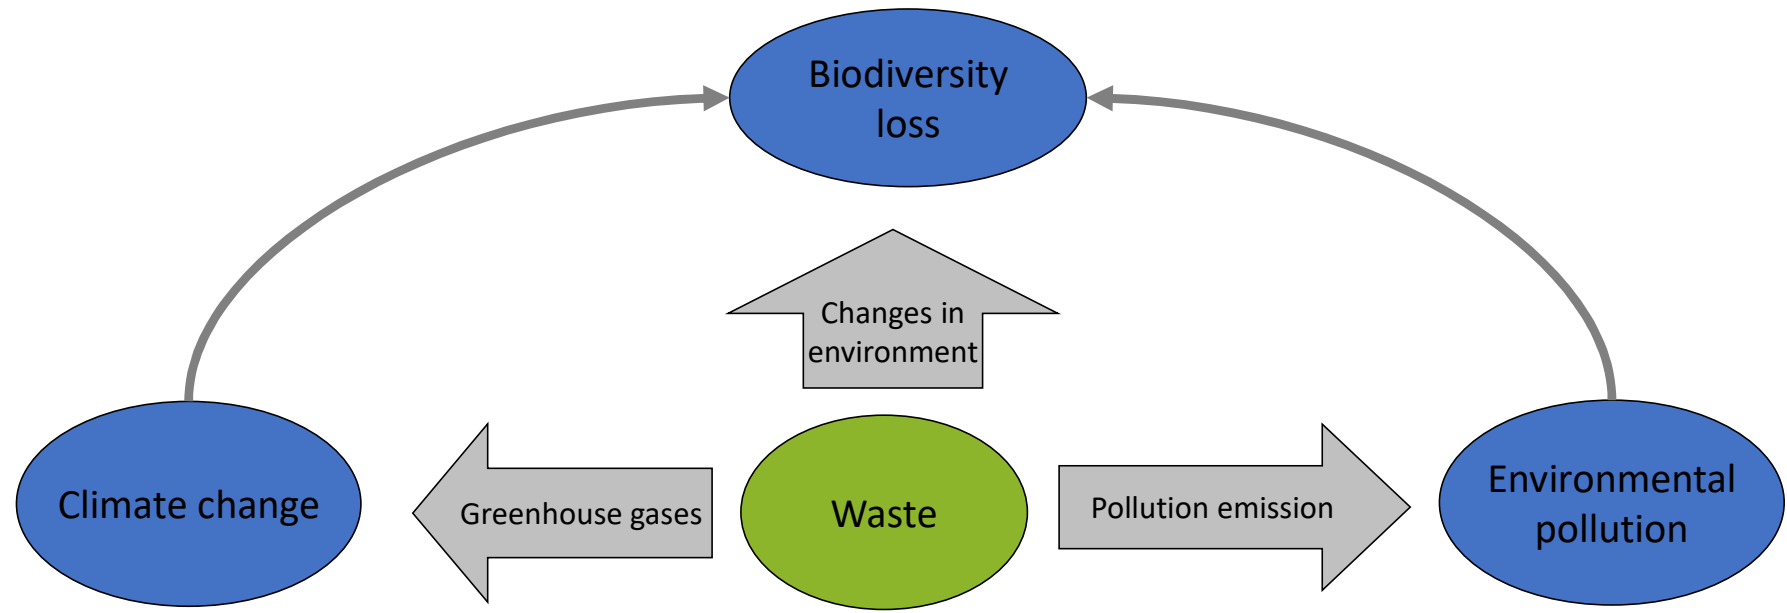 Biodiversity
loss
Changes in
environment
Climate change
Greenhouse gases
Waste
Pollution emission
Environmental
pollution